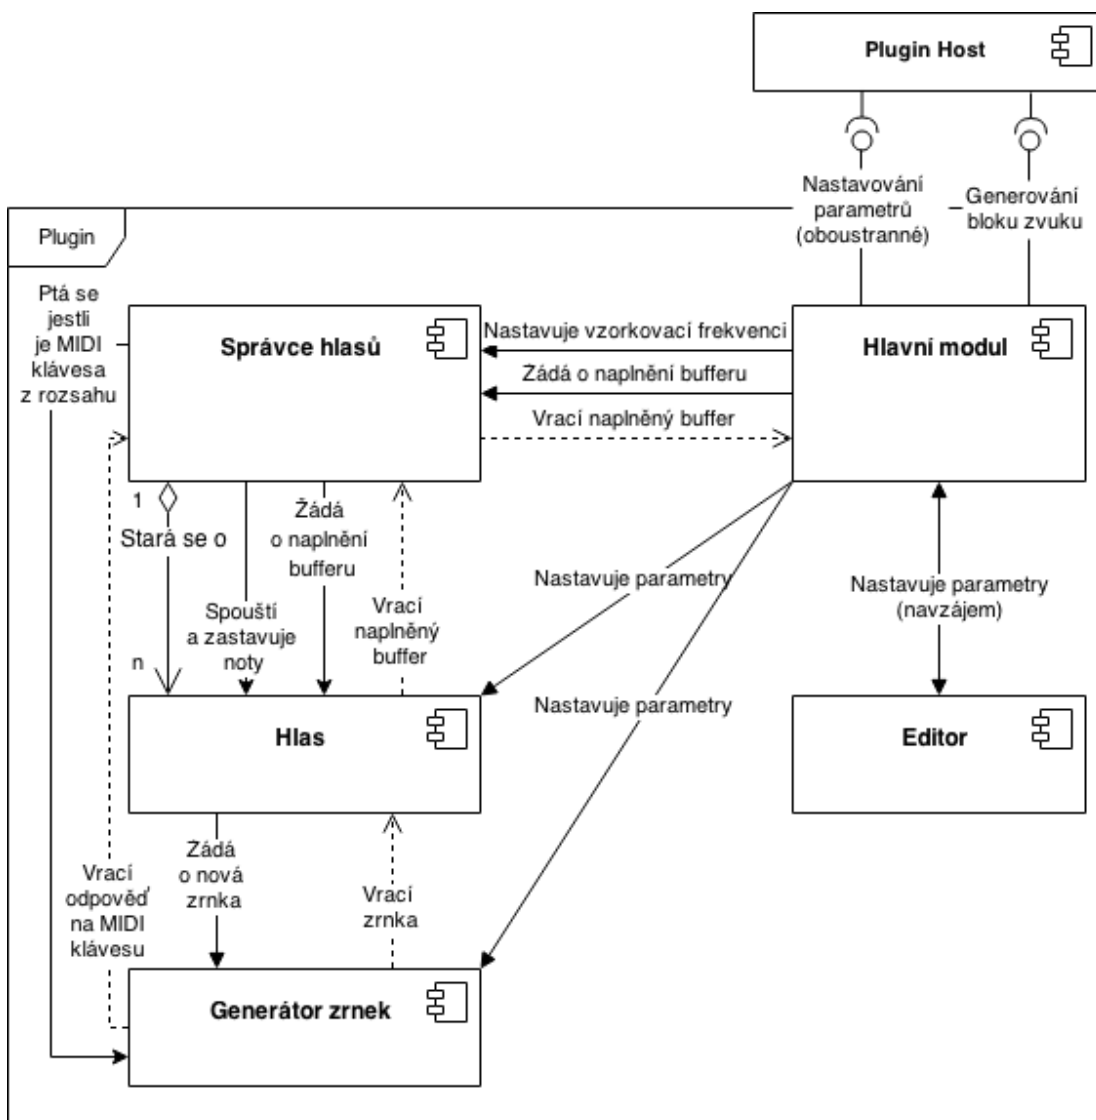 Plugin Host
Nastavování
parametrů
(oboustranné)
Generování
bloku zvuku
Plugin
Ptá se
jestli
je MIDI
klávesa
z rozsahu
Správce hlasů
Nastavuje vzorkovací frekvenci
Žádá o naplnění bufferu
Vrací naplněný buffer
Hlavní modul
1
Stará se o
n
Spouští
a zastavuje
noty
Žádá
o naplnění
bufferu
Vrací
naplněný
buffer
Nastavuje parametry
Nastavuje parametry
Nastavuje parametry
(navzájem)
Hlas
Editor
Vrací
odpověď
na MIDI
klávesu
Žádá
o nová
zrnka
Vrací
zrnka
Generátor zrnek